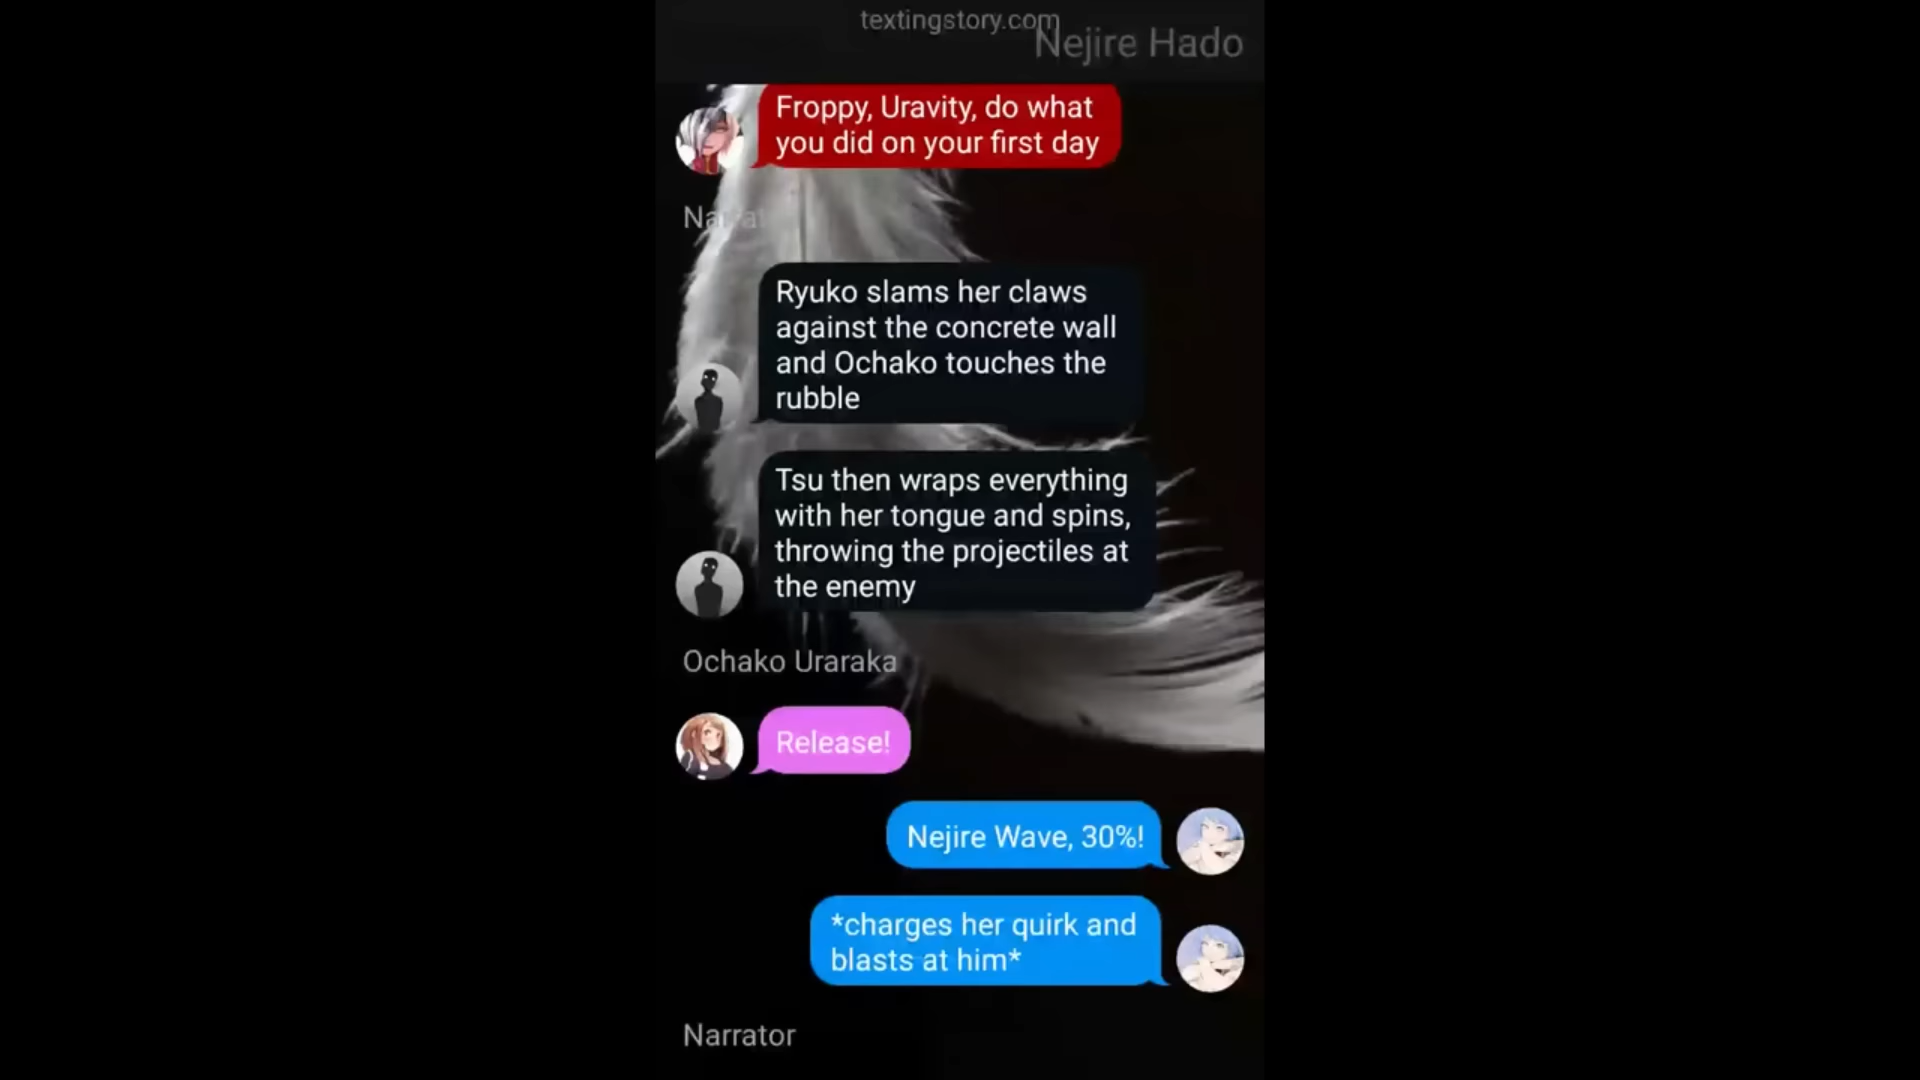 textingstory.com
Nejire Hado
Froppy, Uravity, do what
you did on your first day
Narrat
Ryuko slams her claws
against the concrete wall
and Ochako touches the
rubble
Tsu then wraps everything
with her tongue and spins,
throwing the projectiles at
the enemy
Ochako Uraraka
Release!
Nejire Wave, 30%!
*charges her quirk and
blasts at him*
Narrator